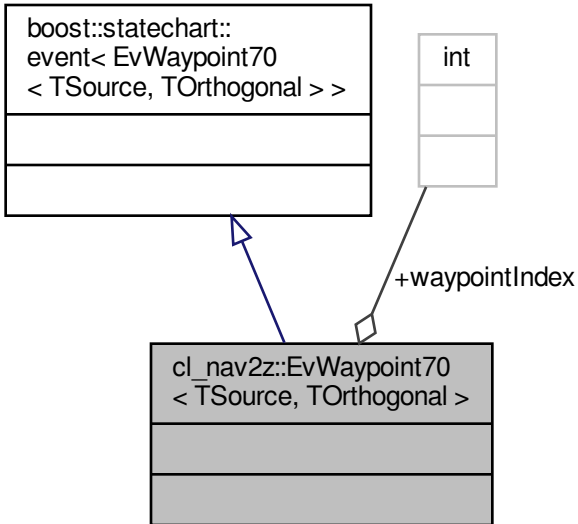 boost::statechart::
event< EvWaypoint70
< TSource, TOrthogonal > >
int
+waypointIndex
cl_nav2z::EvWaypoint70
< TSource, TOrthogonal >